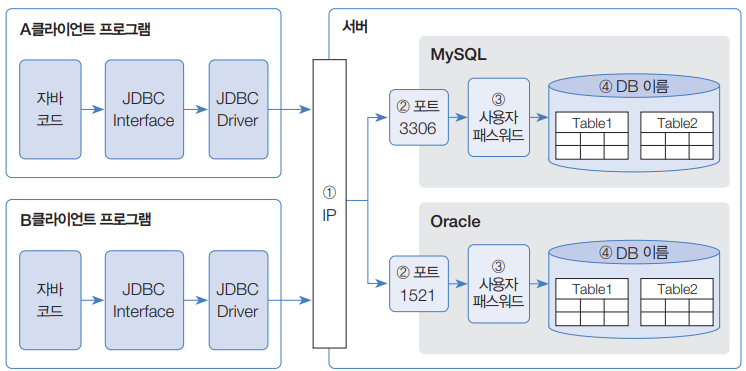 A클라이언트 프로그램
자바
코드
JDBC
Interface
JDBC
Driver
B클라이언트 프로그램
자바
코드
JDBC
Interface
JDBC
Driver
서버
①
IP
MySQL
② 포트
3306
③
사용자
패스워드
④ DB 이름
Table1
Table2
Oracle
② 포트
1521
③
사용자
패스워드
④ DB 이름
Table1
Table2